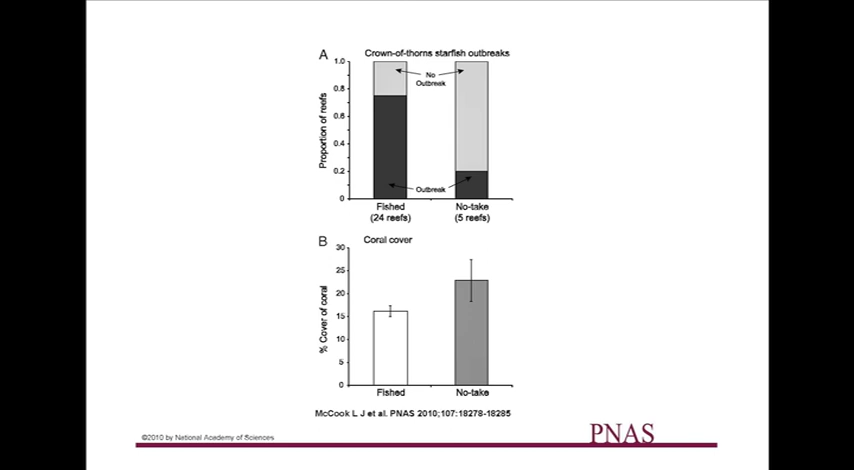 A
Crown-of-thorns starfish outbreaks
Proportion of reefs
1.0
0.8
0.6
0.4
0.2
0
No
Outbreak
Outbreak
Fished
(24 reefs)
No-take
(5 reefs)
B
Coral cover
% Cover of coral
30
25
20
15
10
5
0
Fished
No-take
McCook L J et al. PNAS 2010;107:18278-18285
©2010 by National Academy of Sciences
PNAS